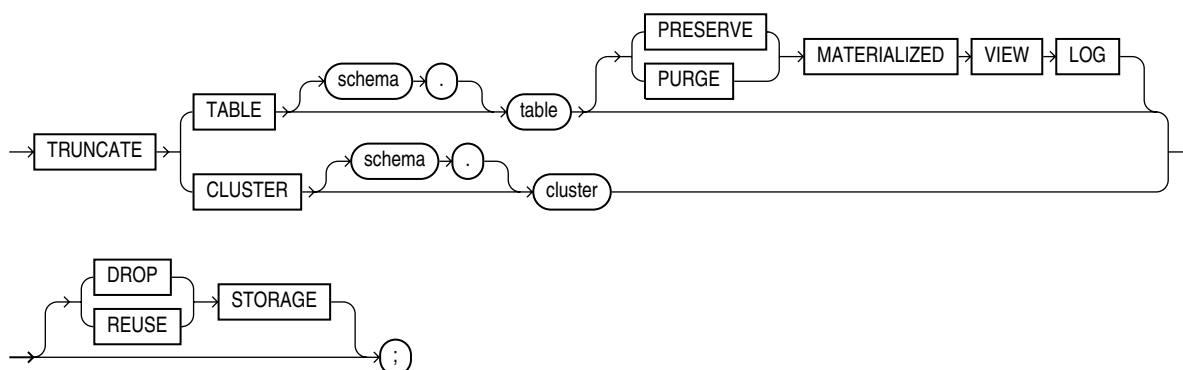 PRESERVE
PURGE
MATERIALIZED VIEW LOG
schema .
TABLE
table
TRUNCATE
schema .
CLUSTER
cluster
DROP
REUSE
STORAGE
;